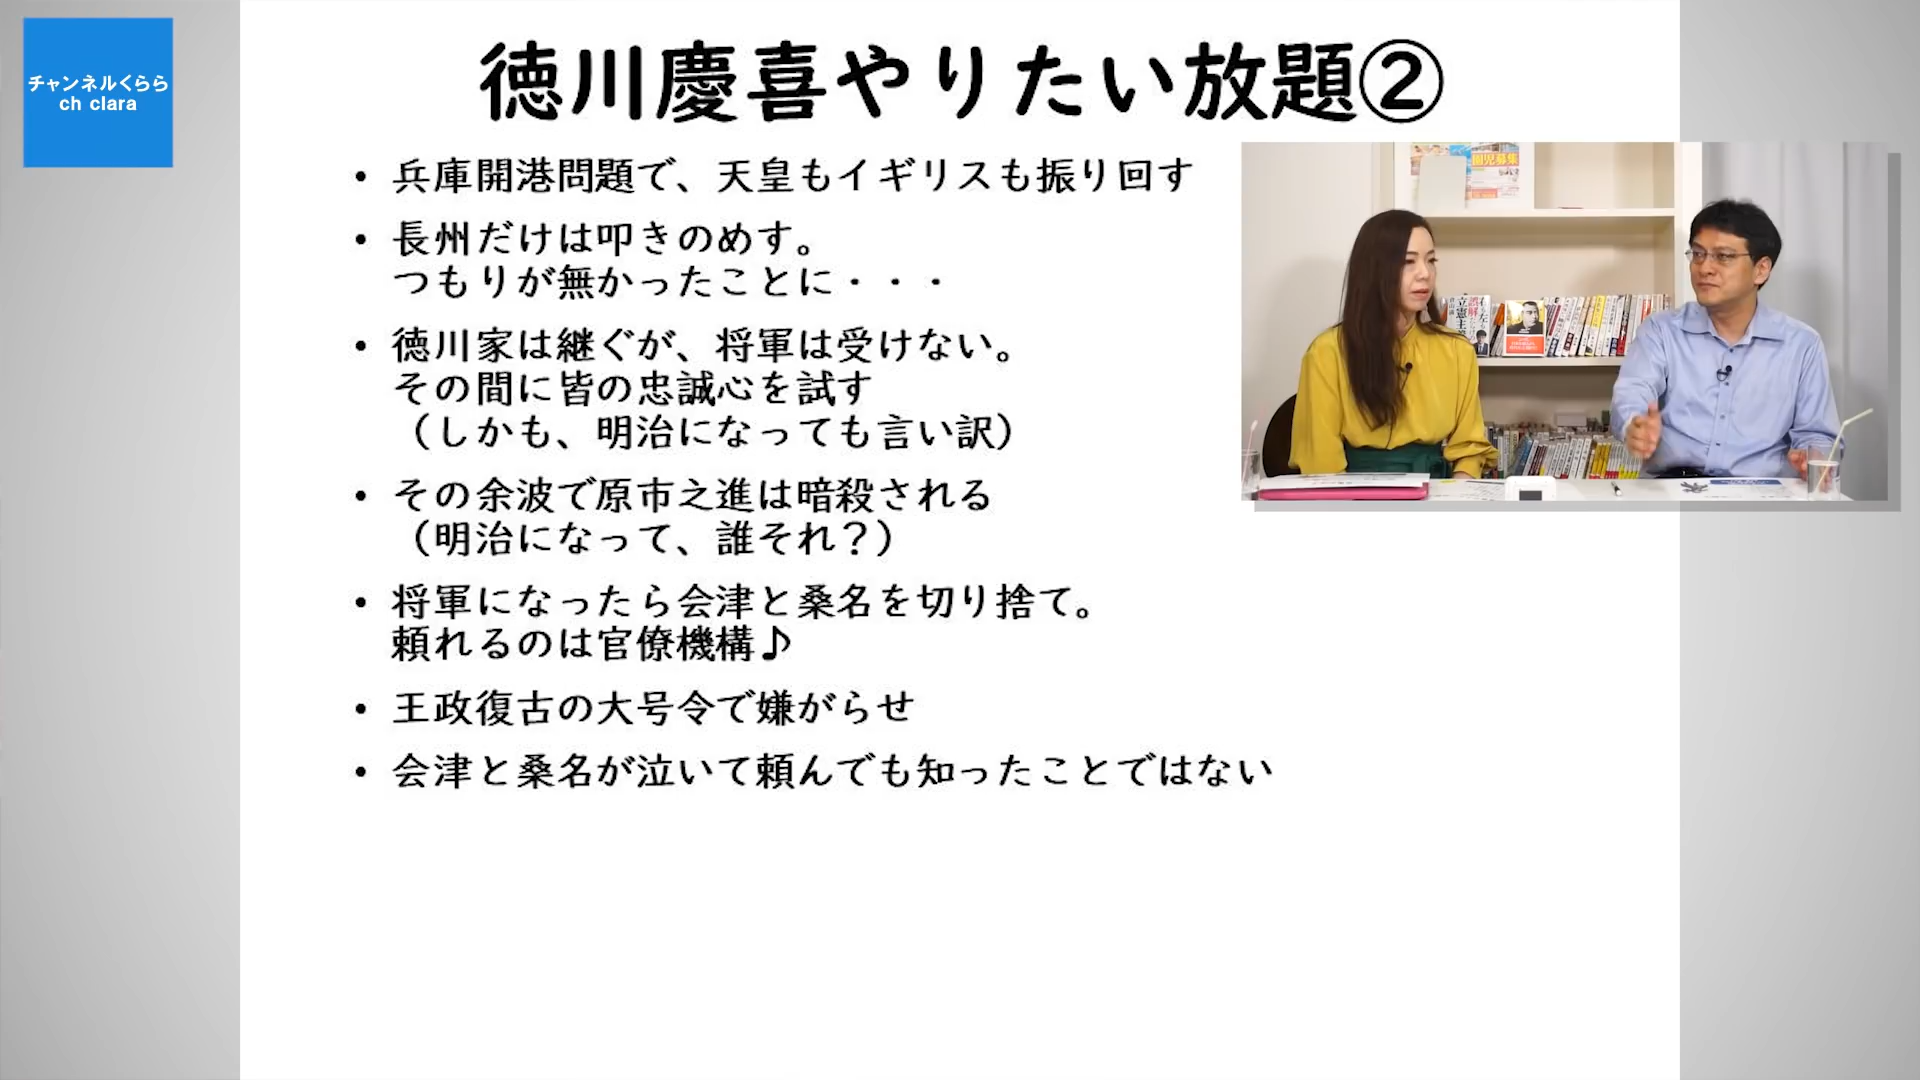 チャンネルくらら
ch clara
徳川慶喜やりたい放題②
• 兵庫開港問題で、天皇もイギリスも振り回す
• 長州だけは叩きのめす。
つもりが無かったことに・・・
• 徳川家は継ぐが、将軍は受けない。
その間に皆の忠誠心を試す
（しかも、明治になっても言い訳）
• その余波で原市之進は暗殺される
（明治になって、誰それ？）
• 将軍になったら会津と桑名を切り捨て。
頼れるのは官僚機構♪
• 王政復古の大号令で嫌がらせ
• 会津と桑名が泣いて頼んでも知ったことではない
園児募集